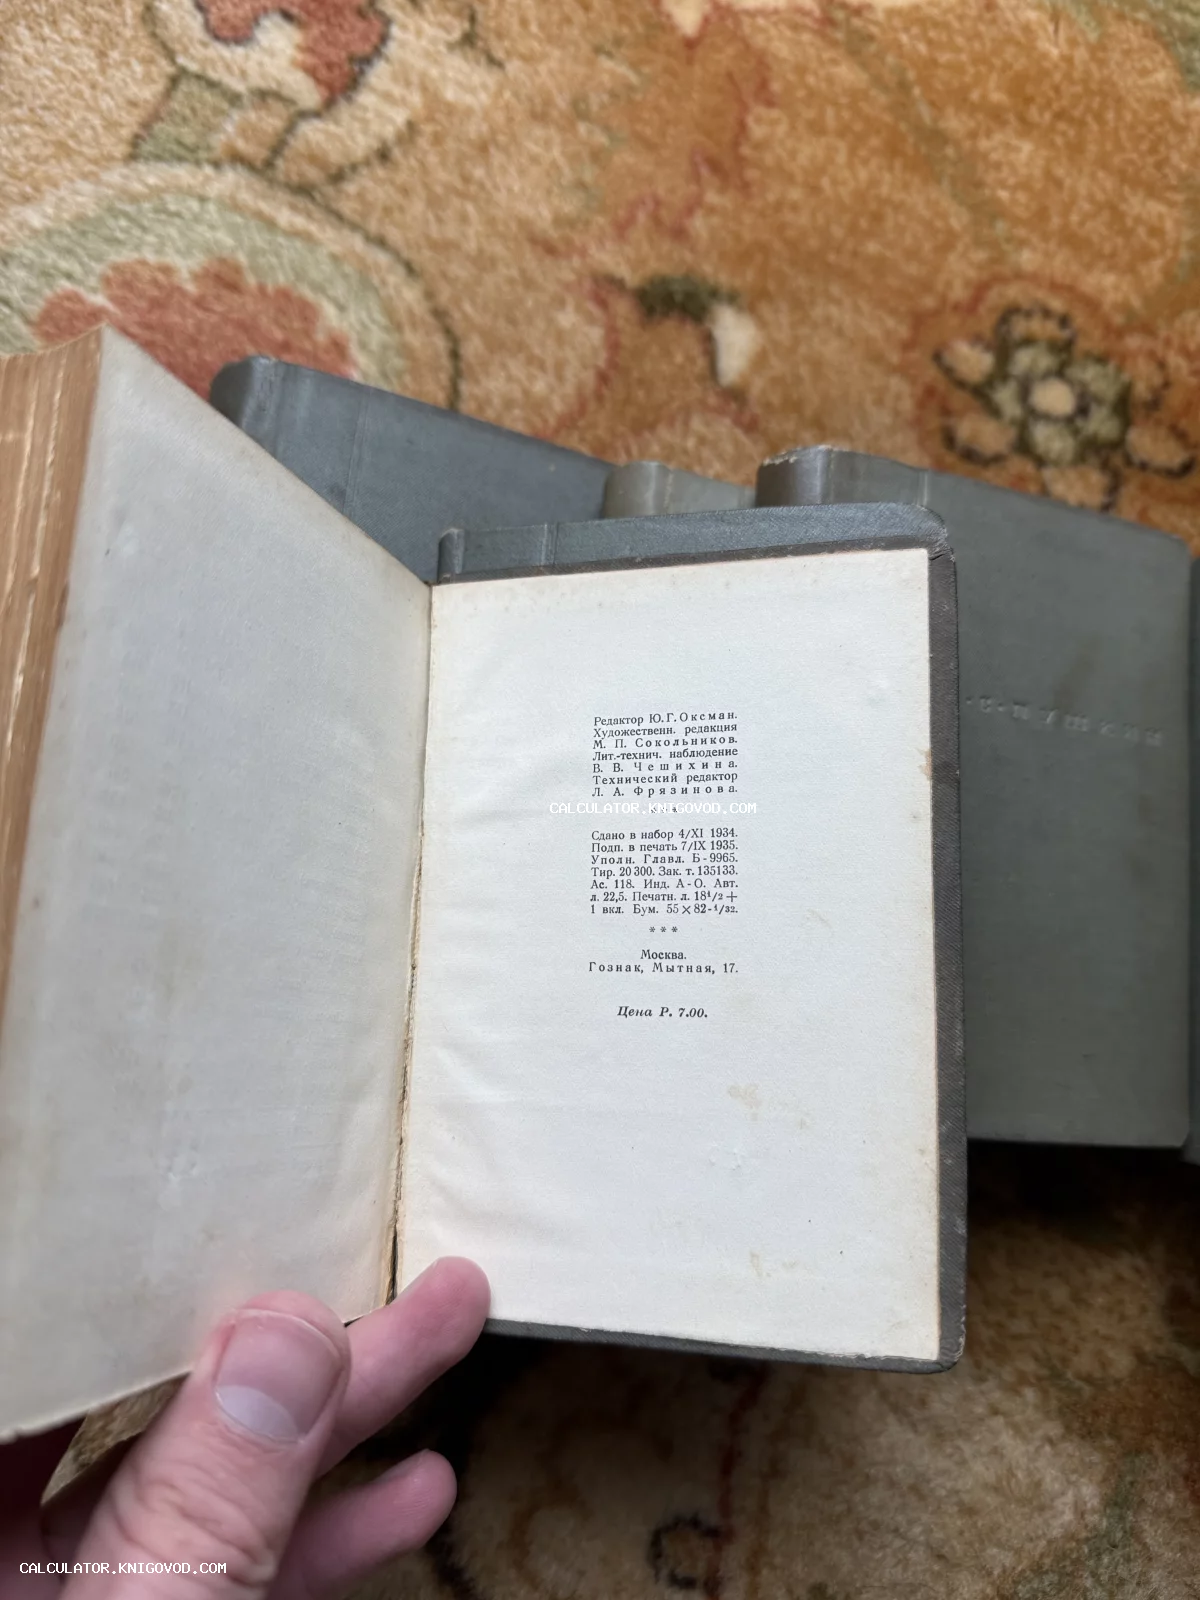 Редактор Ю. Г. Оксман.
Художественн. редакция
М. П. Сокольников.
Лит.-технич. наблюдение
В. В. Чешихина.
Технический редактор
Л. А. Фрязинова.
CALCULATOR.KNIGOVOD.COM
* * *
Сдано в набор 4/XI 1934.
Подп. в печать 7/IX 1935.
Уполн. Главл. Б-9965.
Тир. 20 300. Зак. т. 135133.
Ас. 118. Инд. А-О. Авт.
л. 22,5. Печатн. л. 18¹/₂ +
1 вкл. Бум. 55 × 82-¹/₃₂.
* * *
Москва.
Гознак, Мытная, 17.
Цена Р. 7.00.
С·ПУШКИН
CALCULATOR.KNIGOVOD.COM